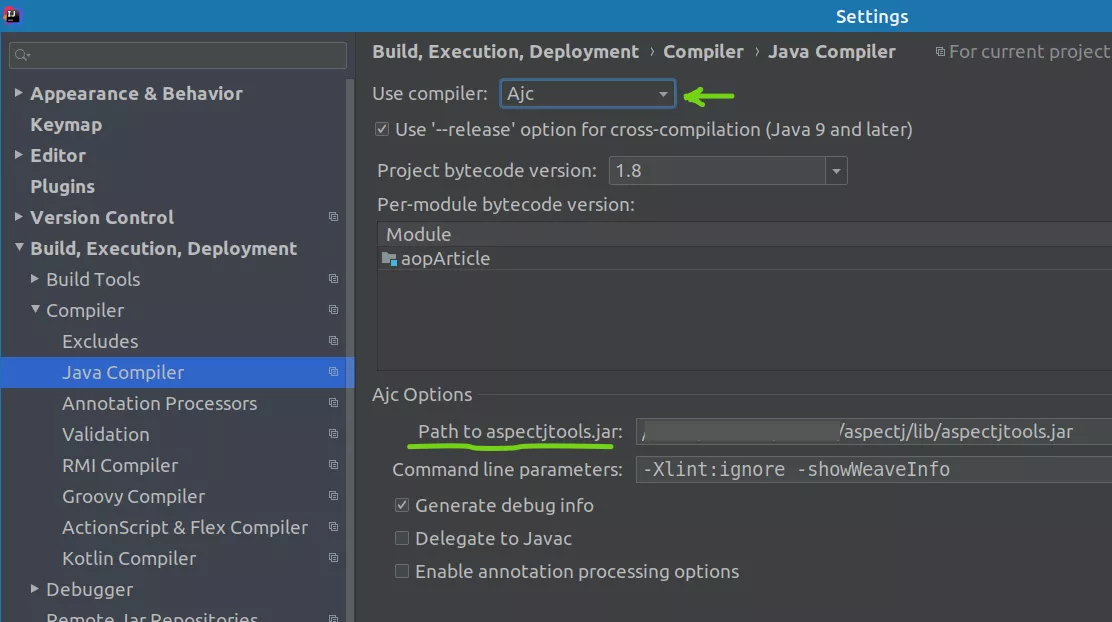 Settings
Appearance & Behavior
Keymap
Editor
Plugins
Version Control
Build, Execution, Deployment
Build Tools
Compiler
Excludes
Java Compiler
Annotation Processors
Validation
RMI Compiler
Groovy Compiler
ActionScript & Flex Compiler
Kotlin Compiler
Debugger
Remote Jar Repositories
Build, Execution, Deployment › Compiler › Java Compiler For current project
Use compiler: Ajc
Use '--release' option for cross-compilation (Java 9 and later)
Project bytecode version: 1.8
Per-module bytecode version:
Module
aopArticle
Ajc Options
Path to aspectjtools.jar: / /aspectj/lib/aspectjtools.jar
Command line parameters: -Xlint:ignore -showWeaveInfo
Generate debug info
Delegate to Javac
Enable annotation processing options